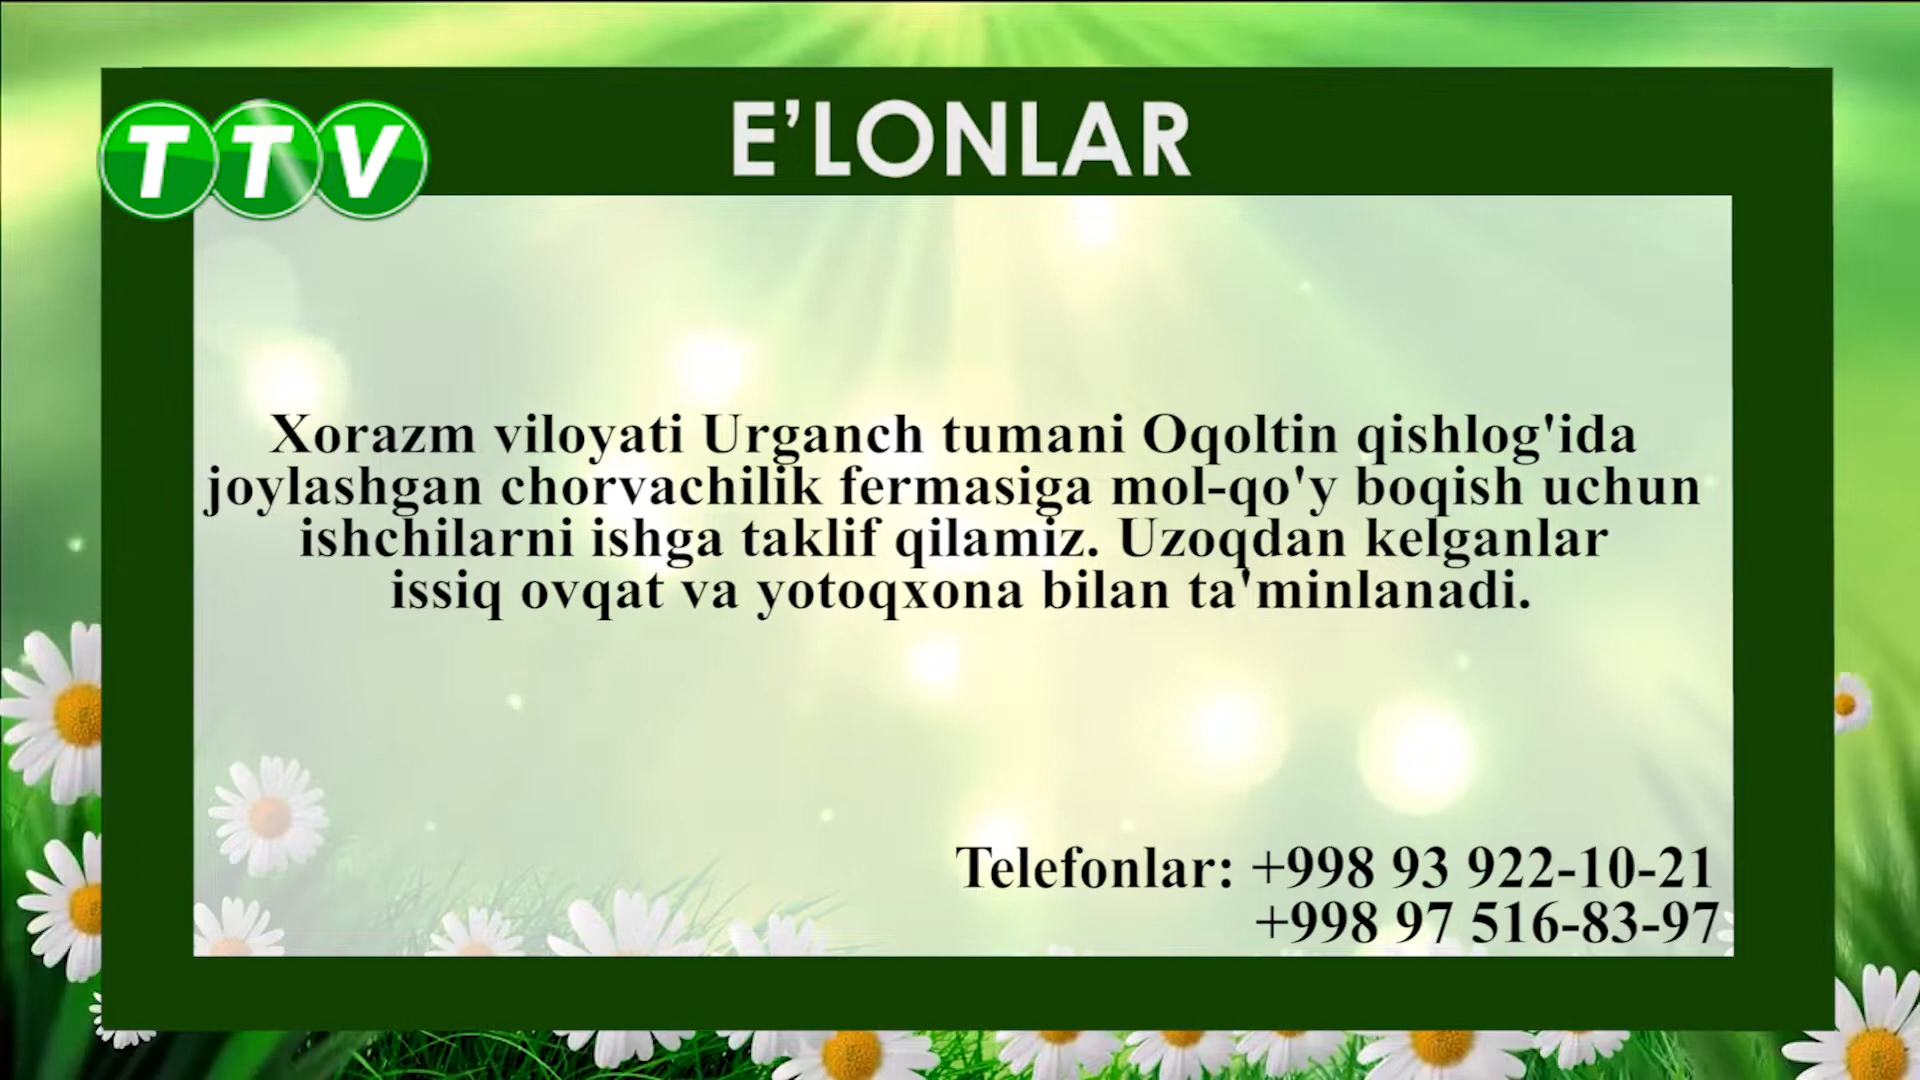 TTV
E’LONLAR
Xorazm viloyati Urganch tumani Oqoltin qishlog'ida
joylashgan chorvachilik fermasiga mol-qo'y boqish uchun
ishchilarni ishga taklif qilamiz. Uzoqdan kelganlar
issiq ovqat va yotoqxona bilan ta'minlanadi.
Telefonlar: +998 93 922-10-21
+998 97 516-83-97